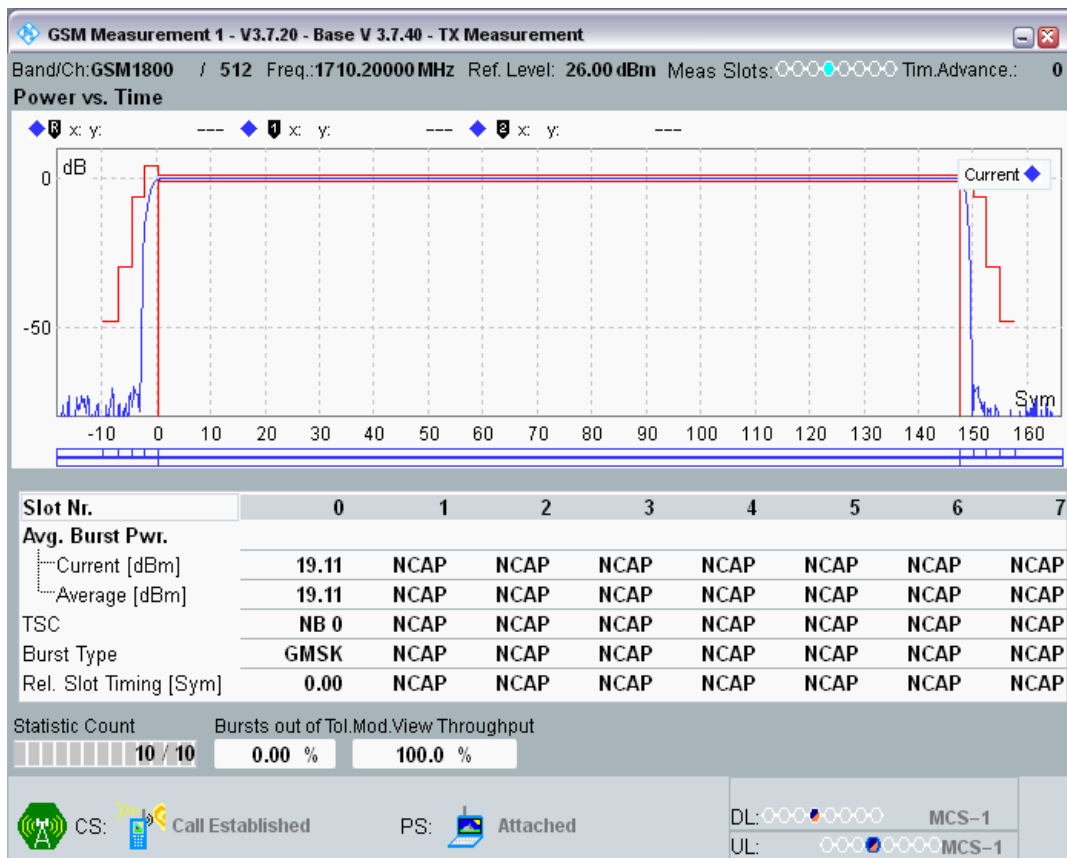 GSM Measurement 1 - V3.7.20 - Base V 3.7.40 - TX Measurement
Band/Ch:GSM1800 / 512 Freq.:1710.20000 MHz Ref. Level: 26.00 dBm Meas Slots: Tim.Advance.: 0
Power vs. Time
R x: y: --- 1 x: y: --- 2 x: y: ---
dB
Current
0
-50
Sym
-10 0 10 20 30 40 50 60 70 80 90 100 110 120 130 140 150 160
Slot Nr. 0 1 2 3 4 5 6 7
Avg. Burst Pwr.
Current [dBm] 19.11 NCAP NCAP NCAP NCAP NCAP NCAP NCAP
Average [dBm] 19.11 NCAP NCAP NCAP NCAP NCAP NCAP NCAP
TSC NB 0 NCAP NCAP NCAP NCAP NCAP NCAP NCAP
Burst Type GMSK NCAP NCAP NCAP NCAP NCAP NCAP NCAP
Rel. Slot Timing [Sym] 0.00 NCAP NCAP NCAP NCAP NCAP NCAP NCAP
Statistic Count Bursts out of Tol. Mod.View Throughput
10 / 10 0.00 % 100.0 %
CS: Call Established PS: Attached
DL: MCS-1
UL: MCS-1